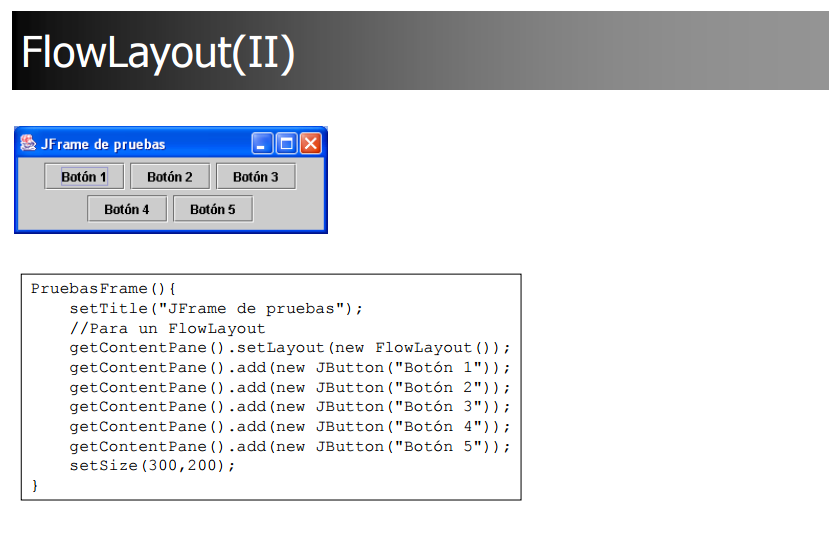 FlowLayout(II)
JFrame de pruebas
Botón 1 Botón 2 Botón 3
Botón 4 Botón 5
PruebasFrame(){
    setTitle("JFrame de pruebas");
    //Para un FlowLayout
    getContentPane().setLayout(new FlowLayout());
    getContentPane().add(new JButton("Botón 1"));
    getContentPane().add(new JButton("Botón 2"));
    getContentPane().add(new JButton("Botón 3"));
    getContentPane().add(new JButton("Botón 4"));
    getContentPane().add(new JButton("Botón 5"));
    setSize(300,200);
}